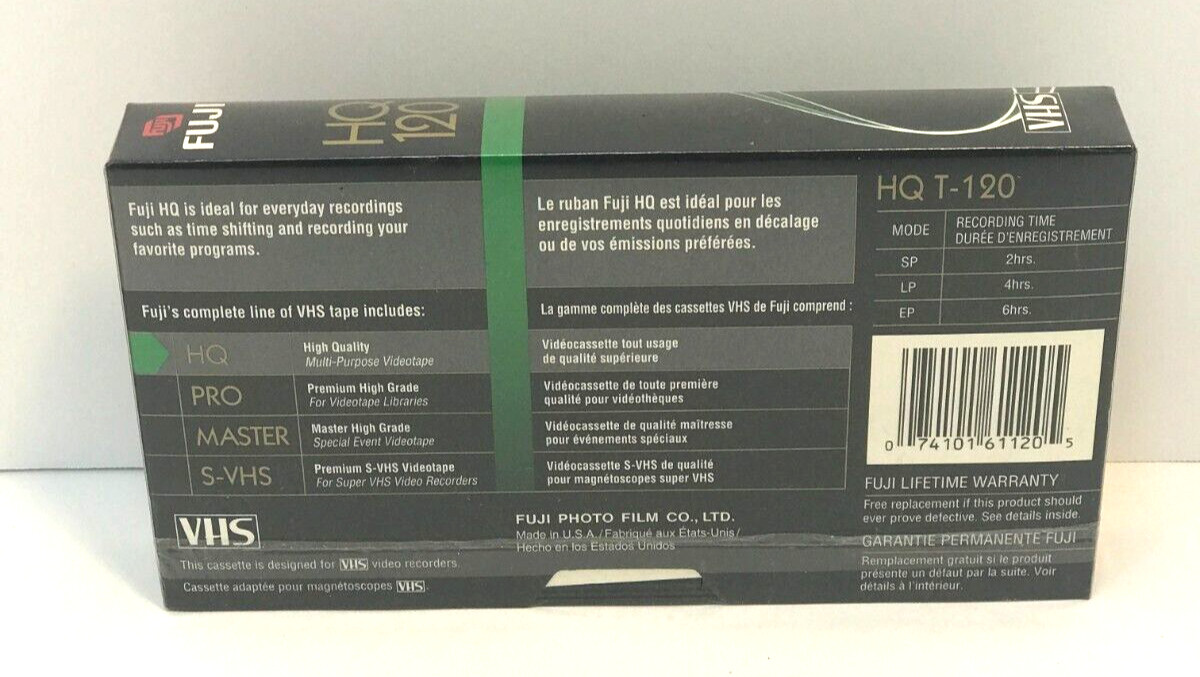 Fuji
FUJI
HQ
120
VHS
Fuji HQ is ideal for everyday recordings
such as time shifting and recording your
favorite programs.
Le ruban Fuji HQ est idéal pour les
enregistrements quotidiens en décalage
ou de vos émissions préférées.
Fuji's complete line of VHS tape includes:
La gamme complète des cassettes VHS de Fuji comprend :
HQ
High Quality
Multi-Purpose Videotape
Vidéocassette tout usage
de qualité supérieure
PRO
Premium High Grade
For Videotape Libraries
Vidéocassette de toute première
qualité pour vidéothèques
MASTER
Master High Grade
Special Event Videotape
Vidéocassette de qualité maîtresse
pour événements spéciaux
S-VHS
Premium S-VHS Videotape
For Super VHS Video Recorders
Vidéocassette S-VHS de qualité
pour magnétoscopes super VHS
VHS
This cassette is designed for VHS video recorders.
Cassette adaptée pour magnétoscopes VHS.
FUJI PHOTO FILM CO., LTD.
Made in U.S.A./Fabriqué aux États-Unis/
Hecho en los Estados Unidos
HQ T-120
MODE
RECORDING TIME
DURÉE D'ENREGISTREMENT
SP 2hrs.
LP 4hrs.
EP 6hrs.
0 74101 61120 5
FUJI LIFETIME WARRANTY
Free replacement if this product should
ever prove defective. See details inside.
GARANTIE PERMANENTE FUJI
Remplacement gratuit si le produit
présente un défaut par la suite. Voir
détails à l'intérieur.